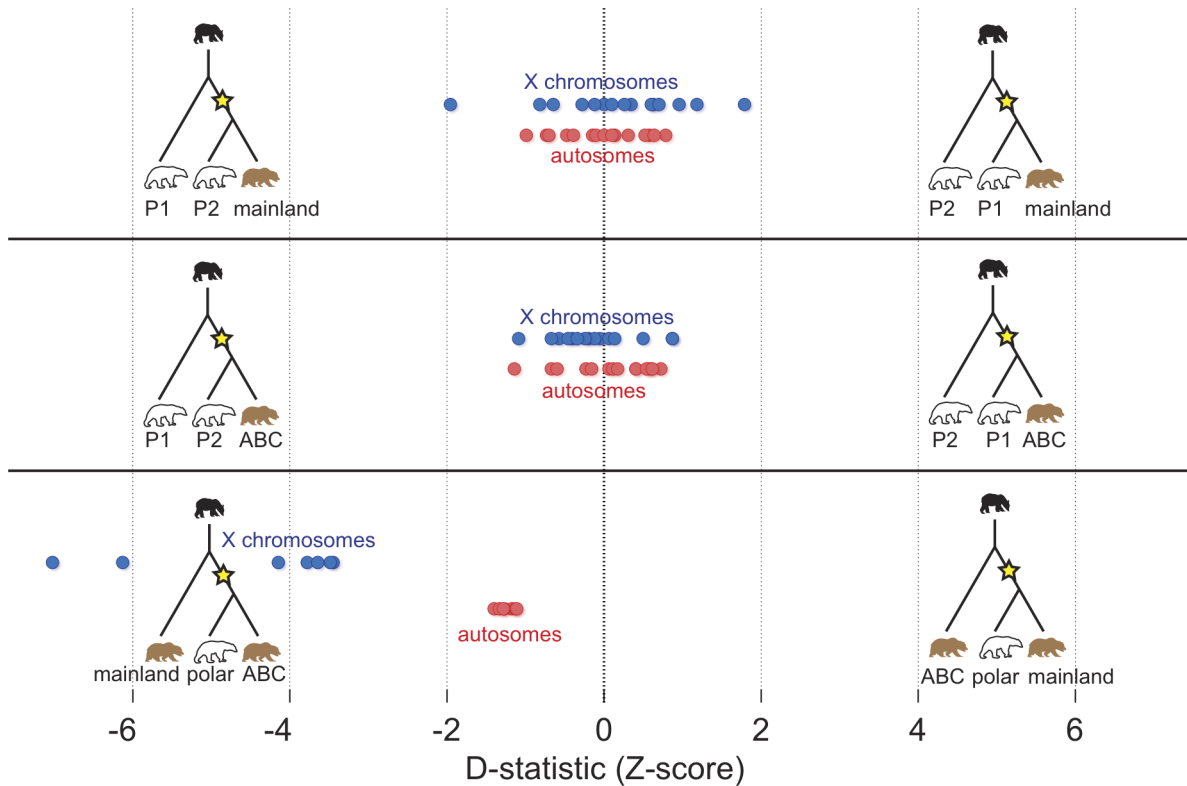 X chromosomes
autosomes
P1 P2 mainland
P2 P1 mainland
X chromosomes
autosomes
P1 P2 ABC
P2 P1 ABC
X chromosomes
autosomes
mainland polar ABC
ABC polar mainland
-6 -4 -2 0 2 4 6
D-statistic (Z-score)